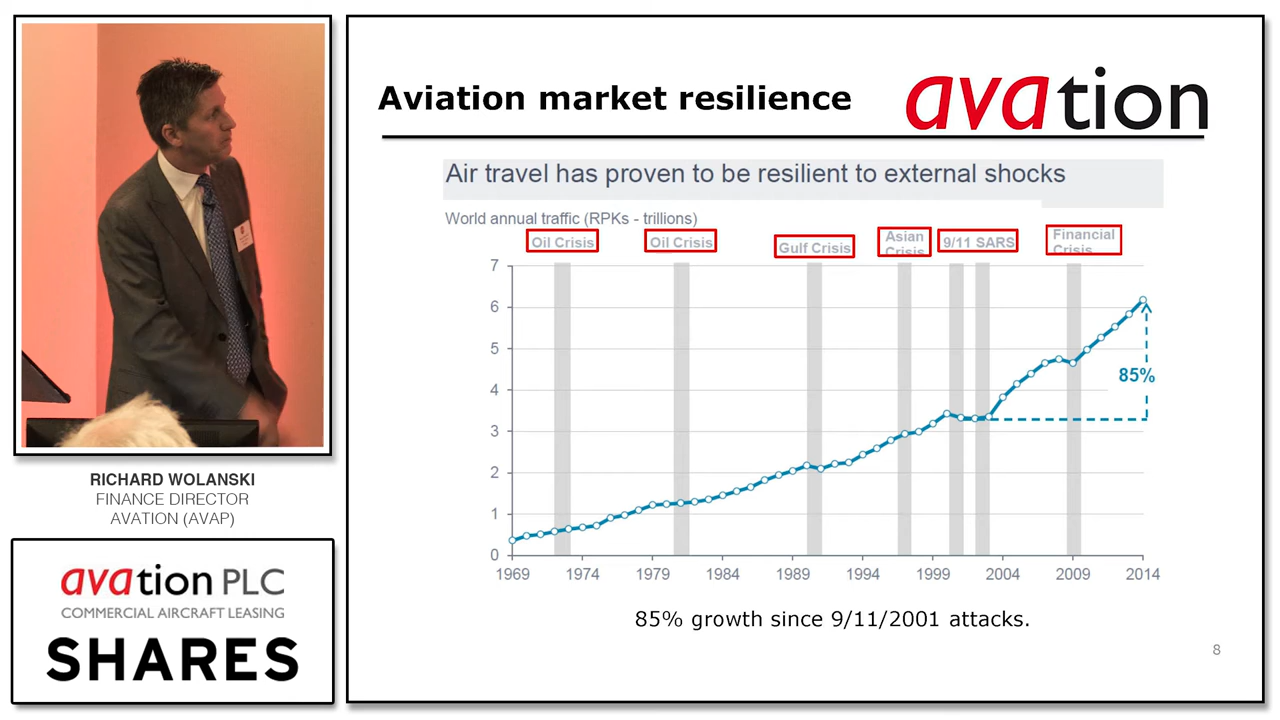 RICHARD WOLANSKI
FINANCE DIRECTOR
AVATION (AVAP)
avation PLC
COMMERCIAL AIRCRAFT LEASING
SHARES
Aviation market resilience
avation
Air travel has proven to be resilient to external shocks
World annual traffic (RPKs - trillions)
Oil Crisis
Oil Crisis
Gulf Crisis
Asian
Crisis
9/11 SARS
Financial
Crisis
7
6
5
4
3
2
1
0
85%
1969 1974 1979 1984 1989 1994 1999 2004 2009 2014
85% growth since 9/11/2001 attacks.
8